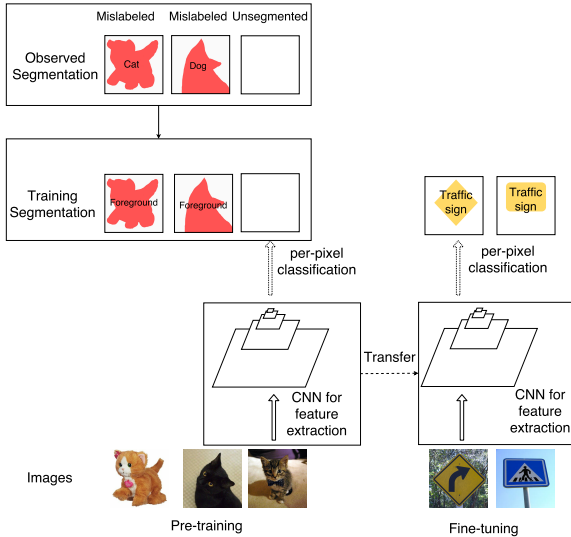 Mislabeled Mislabeled Unsegmented
Observed
Segmentation
Cat
Dog
Training
Segmentation
Foreground
Foreground
Traffic
sign
Traffic
sign
per-pixel
classification
per-pixel
classification
Transfer
CNN for
feature
extraction
CNN for
feature
extraction
Images
Pre-training
Fine-tuning